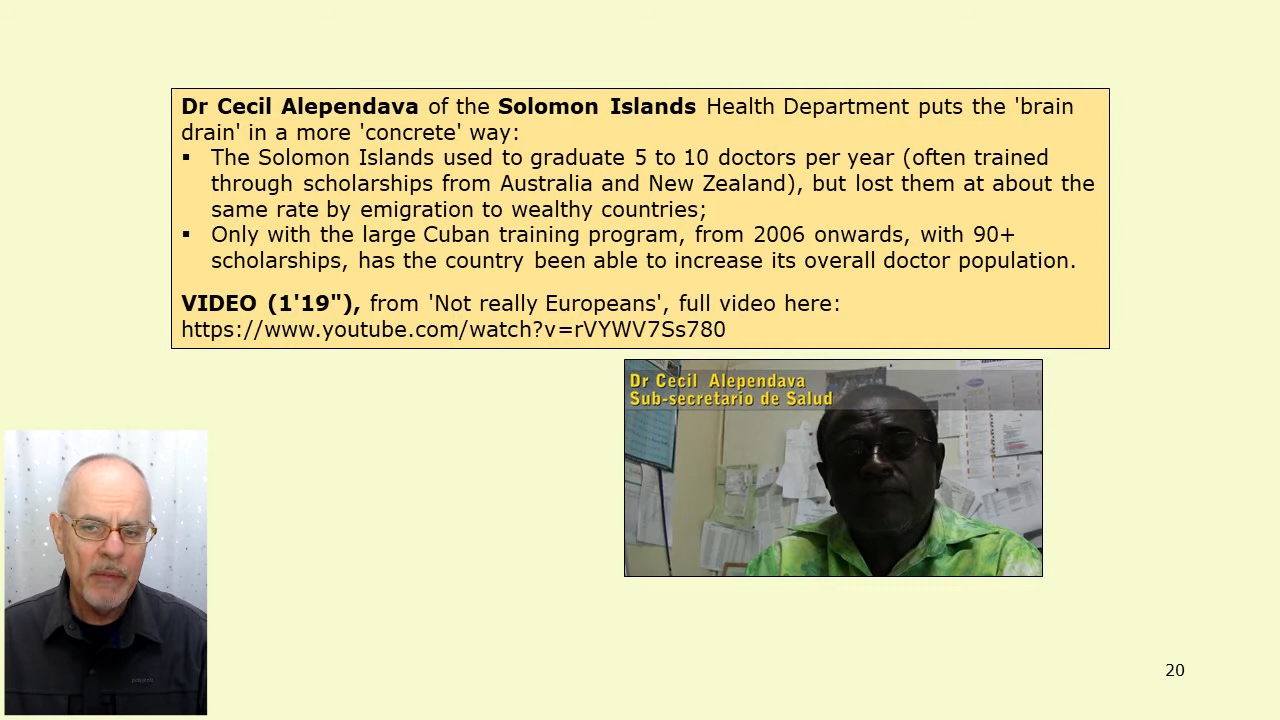 Dr Cecil Alependava of the Solomon Islands Health Department puts the 'brain
drain' in a more 'concrete' way:
▪ The Solomon Islands used to graduate 5 to 10 doctors per year (often trained
through scholarships from Australia and New Zealand), but lost them at about the
same rate by emigration to wealthy countries;
▪ Only with the large Cuban training program, from 2006 onwards, with 90+
scholarships, has the country been able to increase its overall doctor population.
VIDEO (1'19"), from 'Not really Europeans', full video here:
https://www.youtube.com/watch?v=rVYWV7Ss780
Dr Cecil Alependava
Sub-secretario de Salud
20